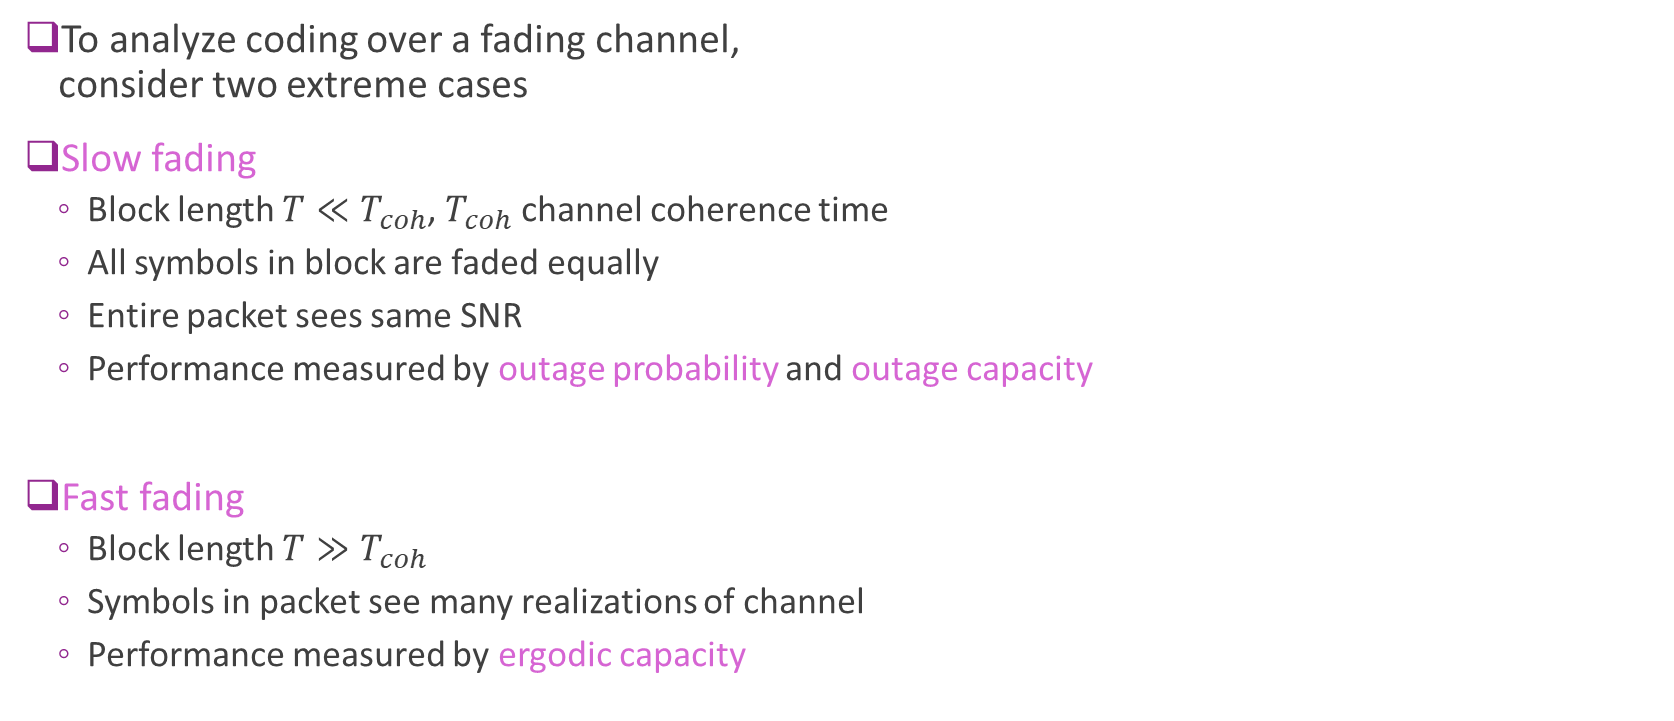 ❑To analyze coding over a fading channel,
consider two extreme cases
❑Slow fading
◦ Block length T ≪ T_coh, T_coh channel coherence time
◦ All symbols in block are faded equally
◦ Entire packet sees same SNR
◦ Performance measured by outage probability and outage capacity
❑Fast fading
◦ Block length T ≫ T_coh
◦ Symbols in packet see many realizations of channel
◦ Performance measured by ergodic capacity